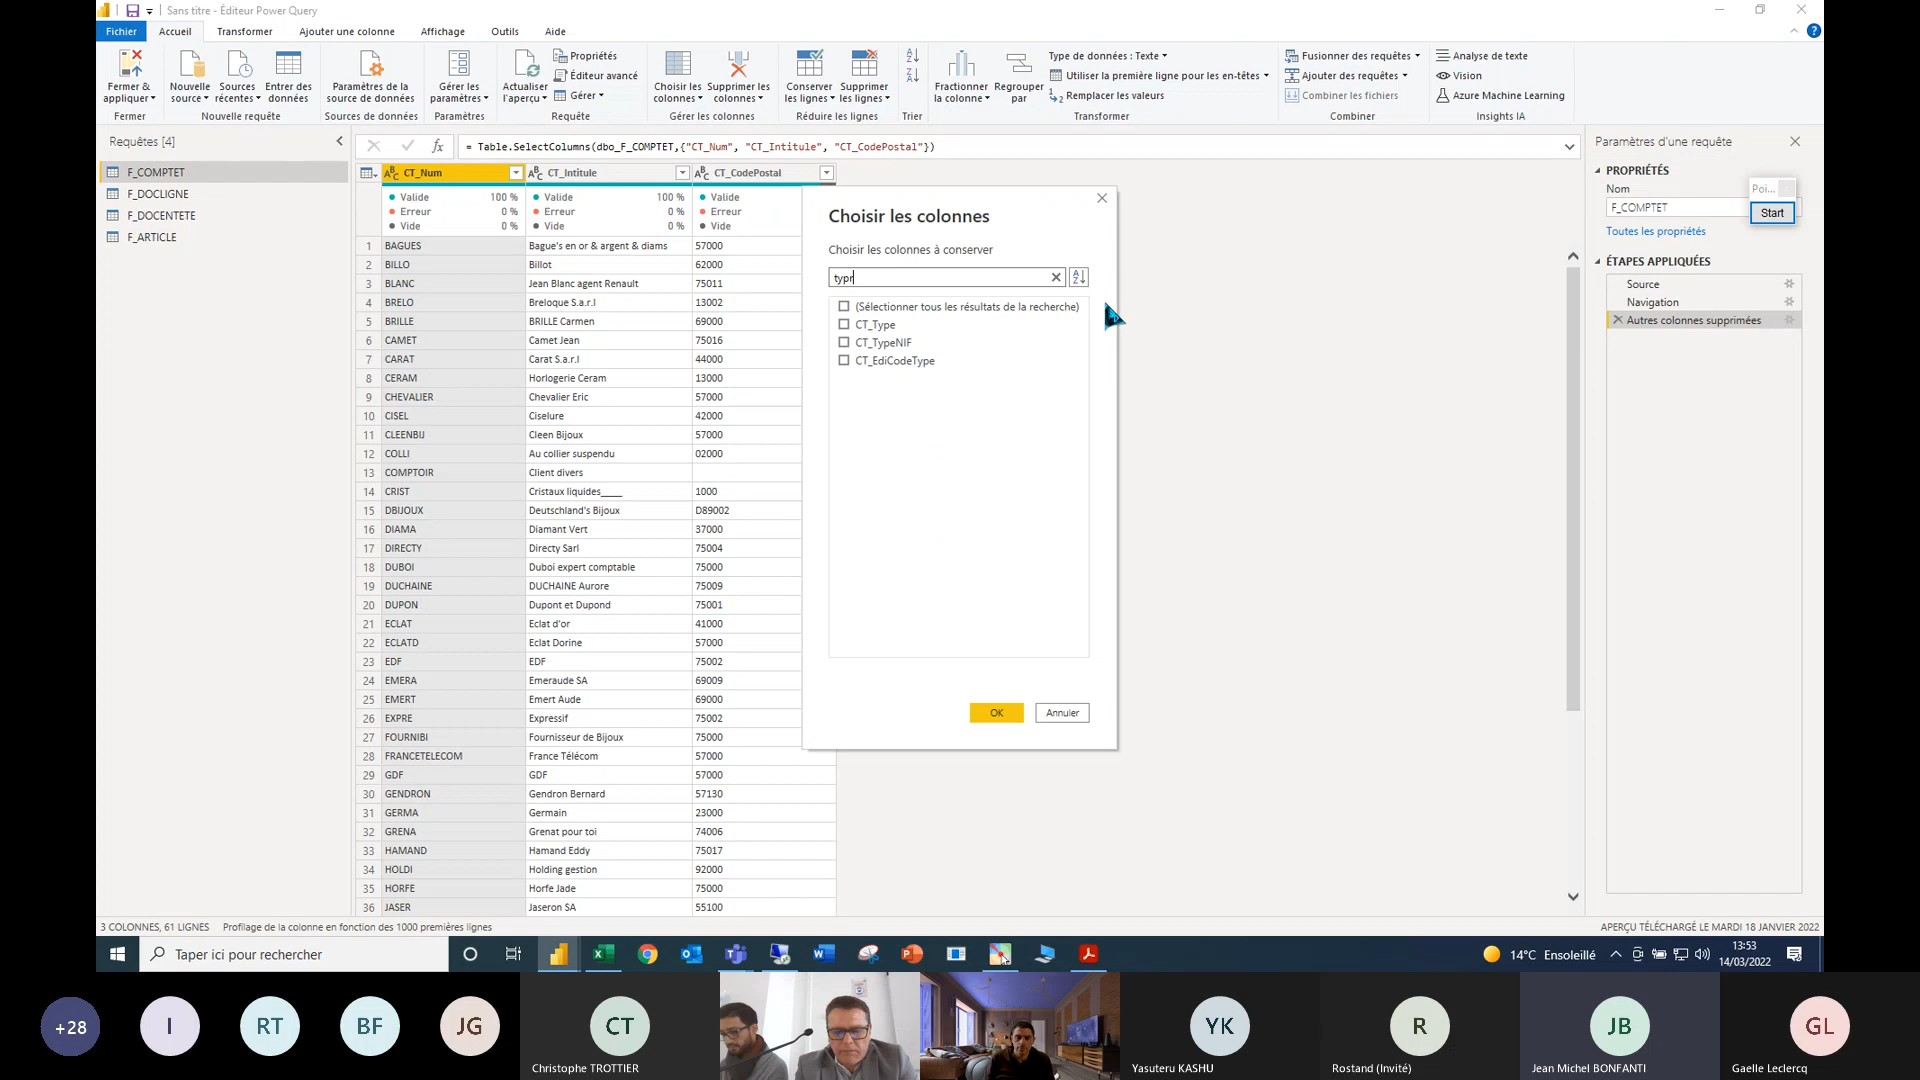 Sans titre - Éditeur Power Query
Fichier Accueil Transformer Ajouter une colonne Affichage Outils Aide
Fermer & appliquer
Fermer
Nouvelle source
Sources récentes
Entrer des données
Nouvelle requête
Paramètres de la source de données
Sources de données
Gérer les paramètres
Paramètres
Actualiser l'aperçu
Propriétés
Éditeur avancé
Gérer
Requête
Choisir les colonnes
Supprimer les colonnes
Gérer les colonnes
Conserver les lignes
Supprimer les lignes
Réduire les lignes
Trier
Fractionner la colonne
Regrouper par
Type de données : Texte
Utiliser la première ligne pour les en-têtes
Remplacer les valeurs
Transformer
Fusionner des requêtes
Ajouter des requêtes
Combiner les fichiers
Combiner
Analyse de texte
Vision
Azure Machine Learning
Insights IA
Requêtes [4]
F_COMPTET
F_DOCLIGNE
F_DOCENTETE
F_ARTICLE
fx = Table.SelectColumns(dbo_F_COMPTET,{"CT_Num", "CT_Intitule", "CT_CodePostal"})
CT_Num CT_Intitule CT_CodePostal
Valide 100 % Valide 100 % Valide
Erreur 0 % Erreur 0 % Erreur
Vide 0 % Vide 0 % Vide
1 BAGUES Bague's en or & argent & diams 57000
2 BILLO Billot 62000
3 BLANC Jean Blanc agent Renault 75011
4 BRELO Breloque S.a.r.l 13002
5 BRILLE BRILLE Carmen 69000
6 CAMET Camet Jean 75016
7 CARAT Carat S.a.r.l 44000
8 CERAM Horlogerie Ceram 13000
9 CHEVALIER Chevalier Eric 57000
10 CISEL Ciselure 42000
11 CLEENBIJ Cleen Bijoux 57000
12 COLLI Au collier suspendu 02000
13 COMPTOIR Client divers
14 CRIST Cristaux liquides____ 1000
15 DBIJOUX Deutschland's Bijoux D89002
16 DIAMA Diamant Vert 37000
17 DIRECTY Directy Sarl 75004
18 DUBOI Duboi expert comptable 75000
19 DUCHAINE DUCHAINE Aurore 75009
20 DUPON Dupont et Dupond 75001
21 ECLAT Eclat d'or 41000
22 ECLATD Eclat Dorine 57000
23 EDF EDF 75002
24 EMERA Emeraude SA 69009
25 EMERT Emert Aude 69000
26 EXPRE Expressif 75002
27 FOURNIBI Fournisseur de Bijoux 75000
28 FRANCETELECOM France Télécom 57000
29 GDF GDF 57000
30 GENDRON Gendron Bernard 57130
31 GERMA Germain 23000
32 GRENA Grenat pour toi 74006
33 HAMAND Hamand Eddy 75017
34 HOLDI Holding gestion 92000
35 HORFE Horfe Jade 75000
36 JASER Jaseron SA 55100
Choisir les colonnes
Choisir les colonnes à conserver
typr
(Sélectionner tous les résultats de la recherche)
CT_Type
CT_TypeNIF
CT_EdiCodeType
OK Annuler
Paramètres d'une requête
PROPRIÉTÉS
Nom
F_COMPTET
Poi...
Start
Toutes les propriétés
ÉTAPES APPLIQUÉES
Source
Navigation
Autres colonnes supprimées
3 COLONNES, 61 LIGNES Profilage de la colonne en fonction des 1000 premières lignes
APERÇU TÉLÉCHARGÉ LE MARDI 18 JANVIER 2022
Taper ici pour rechercher
14°C Ensoleillé
13:53
14/03/2022
+28 I RT BF JG CT YK R JB GL
Christophe TROTTIER Yasuteru KASHU Rostand (Invité) Jean Michel BONFANTI Gaelle Leclercq